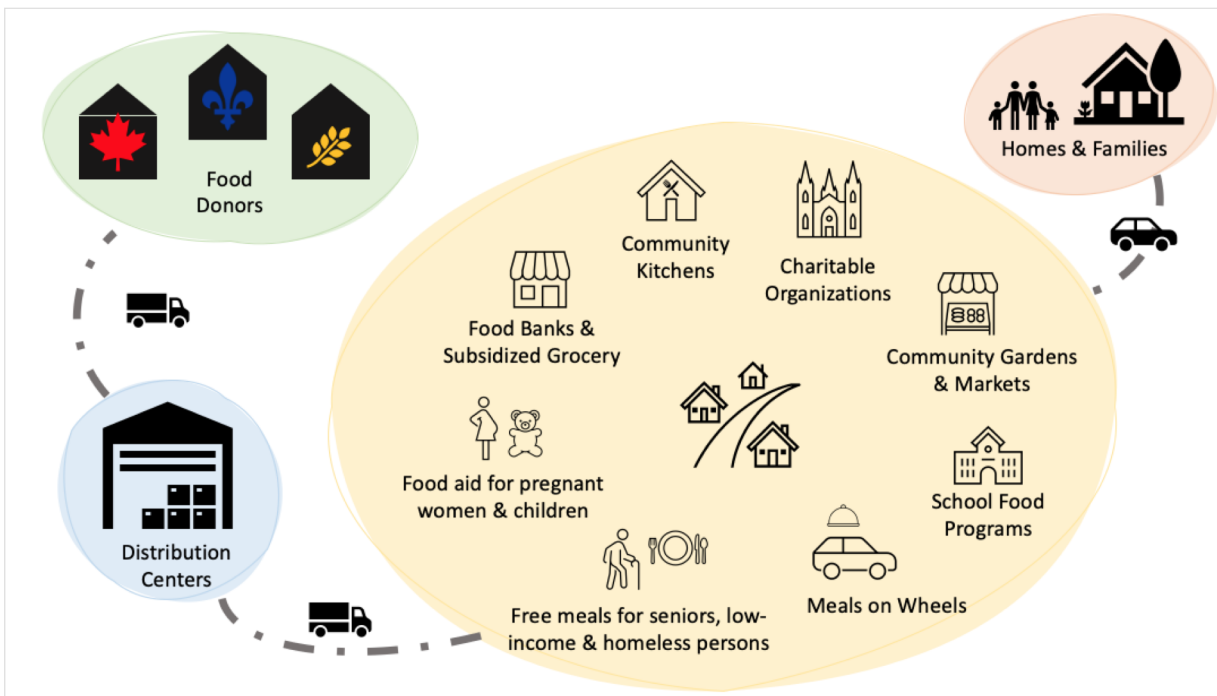 Food
Donors
Homes & Families
Community
Kitchens
Charitable
Organizations
Food Banks &
Subsidized Grocery
Community Gardens
& Markets
Food aid for pregnant
women & children
School Food
Programs
Distribution
Centers
Free meals for seniors, low-
income & homeless persons
Meals on Wheels